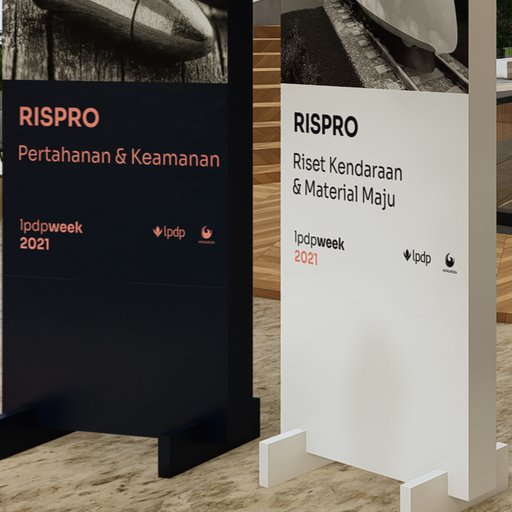 RISPRO
Pertahanan & Keamanan
lpdpweek
2021
lpdp
RISPRO
Riset Kendaraan
& Material Maju
lpdpweek
2021
lpdp